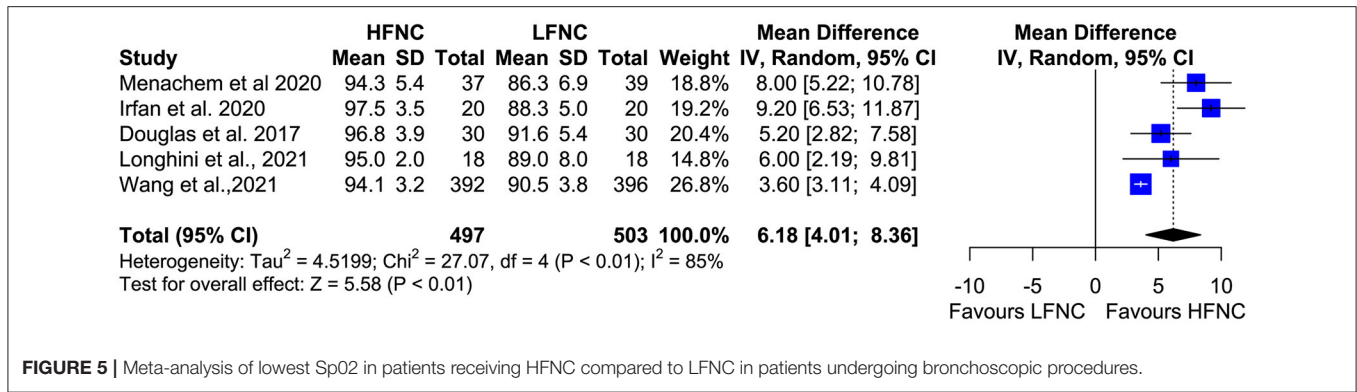 HFNC LFNC Mean Difference Mean Difference
Study Mean SD Total Mean SD Total Weight IV, Random, 95% CI IV, Random, 95% CI
Menachem et al 2020 94.3 5.4 37 86.3 6.9 39 18.8% 8.00 [5.22; 10.78]
Irfan et al. 2020 97.5 3.5 20 88.3 5.0 20 19.2% 9.20 [6.53; 11.87]
Douglas et al. 2017 96.8 3.9 30 91.6 5.4 30 20.4% 5.20 [2.82; 7.58]
Longhini et al., 2021 95.0 2.0 18 89.0 8.0 18 14.8% 6.00 [2.19; 9.81]
Wang et al.,2021 94.1 3.2 392 90.5 3.8 396 26.8% 3.60 [3.11; 4.09]
Total (95% CI) 497 503 100.0% 6.18 [4.01; 8.36]
Heterogeneity: Tau² = 4.5199; Chi² = 27.07, df = 4 (P < 0.01); I² = 85%
Test for overall effect: Z = 5.58 (P < 0.01)
-10 -5 0 5 10
Favours LFNC Favours HFNC
FIGURE 5 | Meta-analysis of lowest Sp02 in patients receiving HFNC compared to LFNC in patients undergoing bronchoscopic procedures.